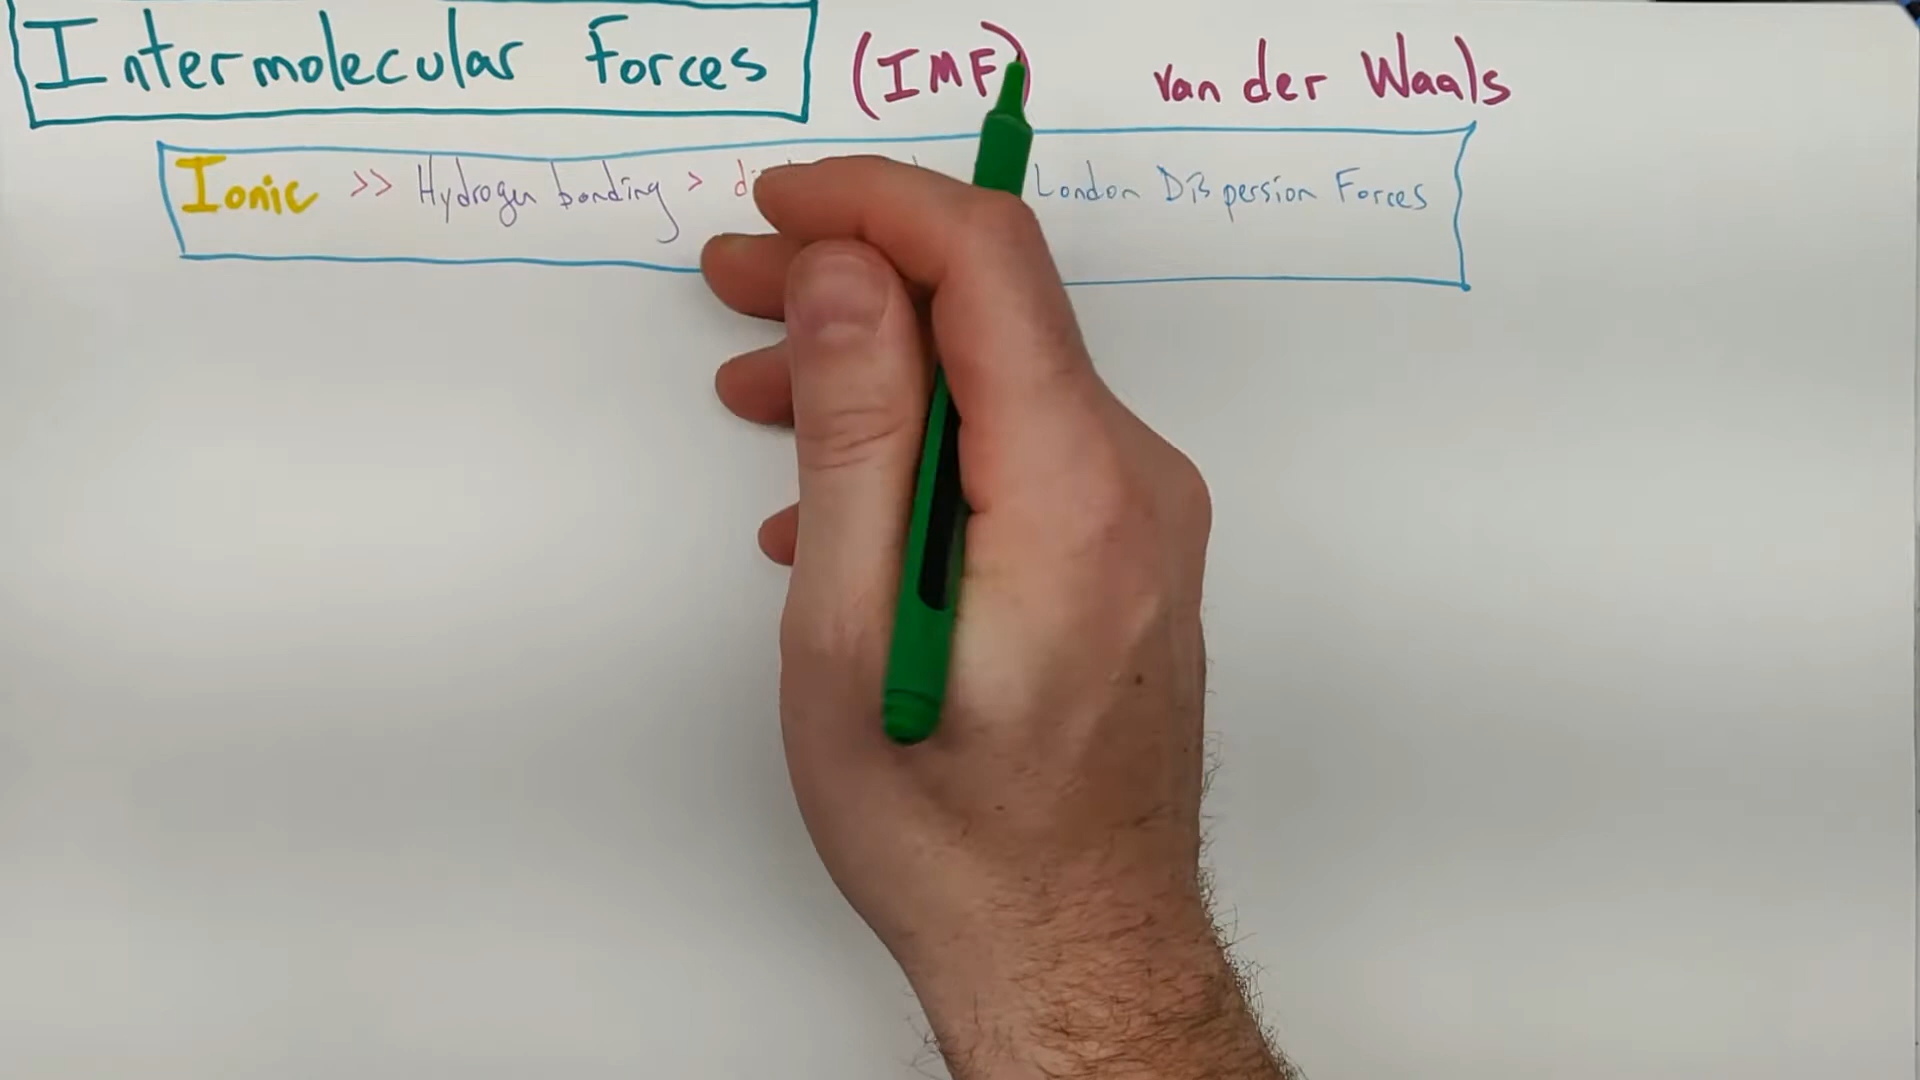 Intermolecular Forces (IMF) van der Waals
Ionic >> Hydrogen bonding > London Dispersion Forces